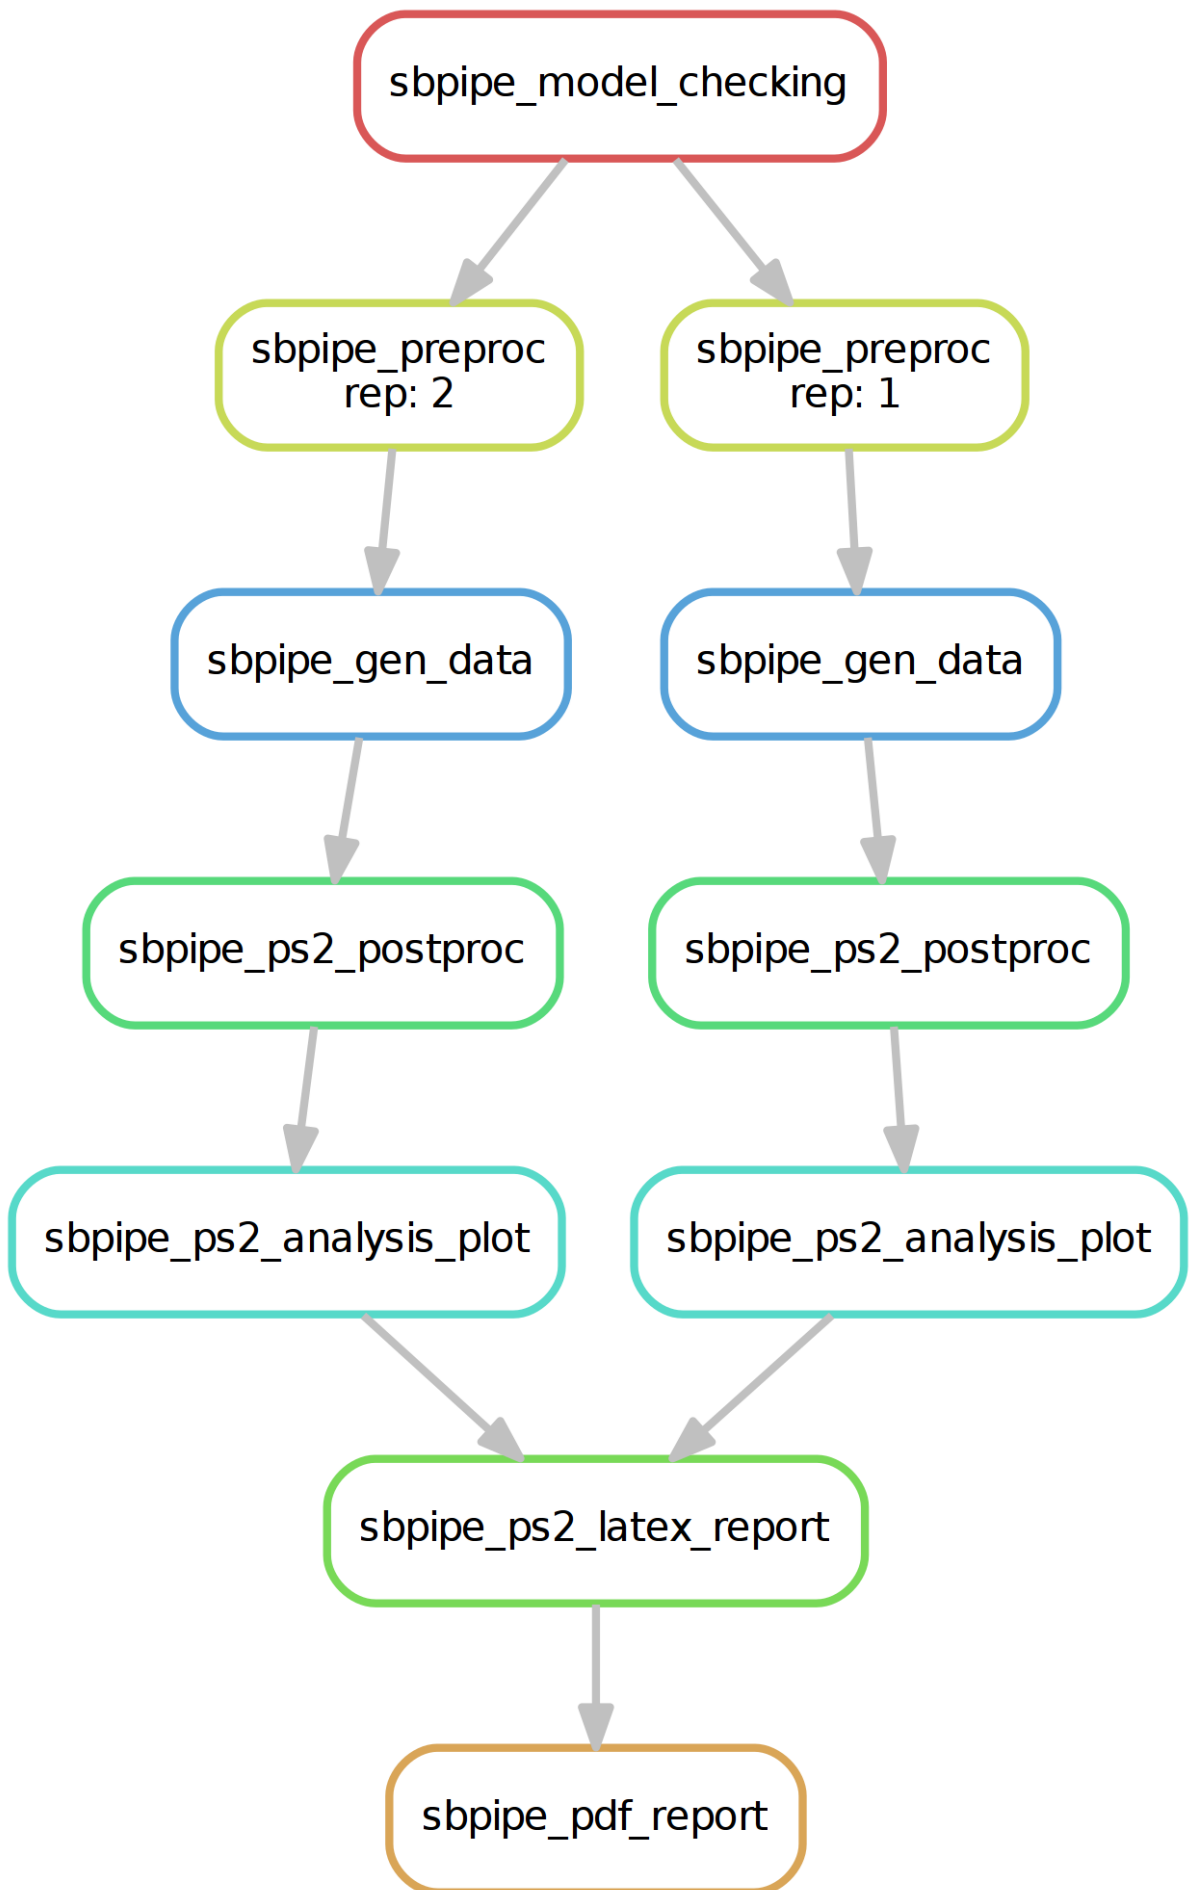 sbpipe_model_checking
sbpipe_preproc
rep: 2
sbpipe_preproc
rep: 1
sbpipe_gen_data
sbpipe_gen_data
sbpipe_ps2_postproc
sbpipe_ps2_postproc
sbpipe_ps2_analysis_plot
sbpipe_ps2_analysis_plot
sbpipe_ps2_latex_report
sbpipe_pdf_report